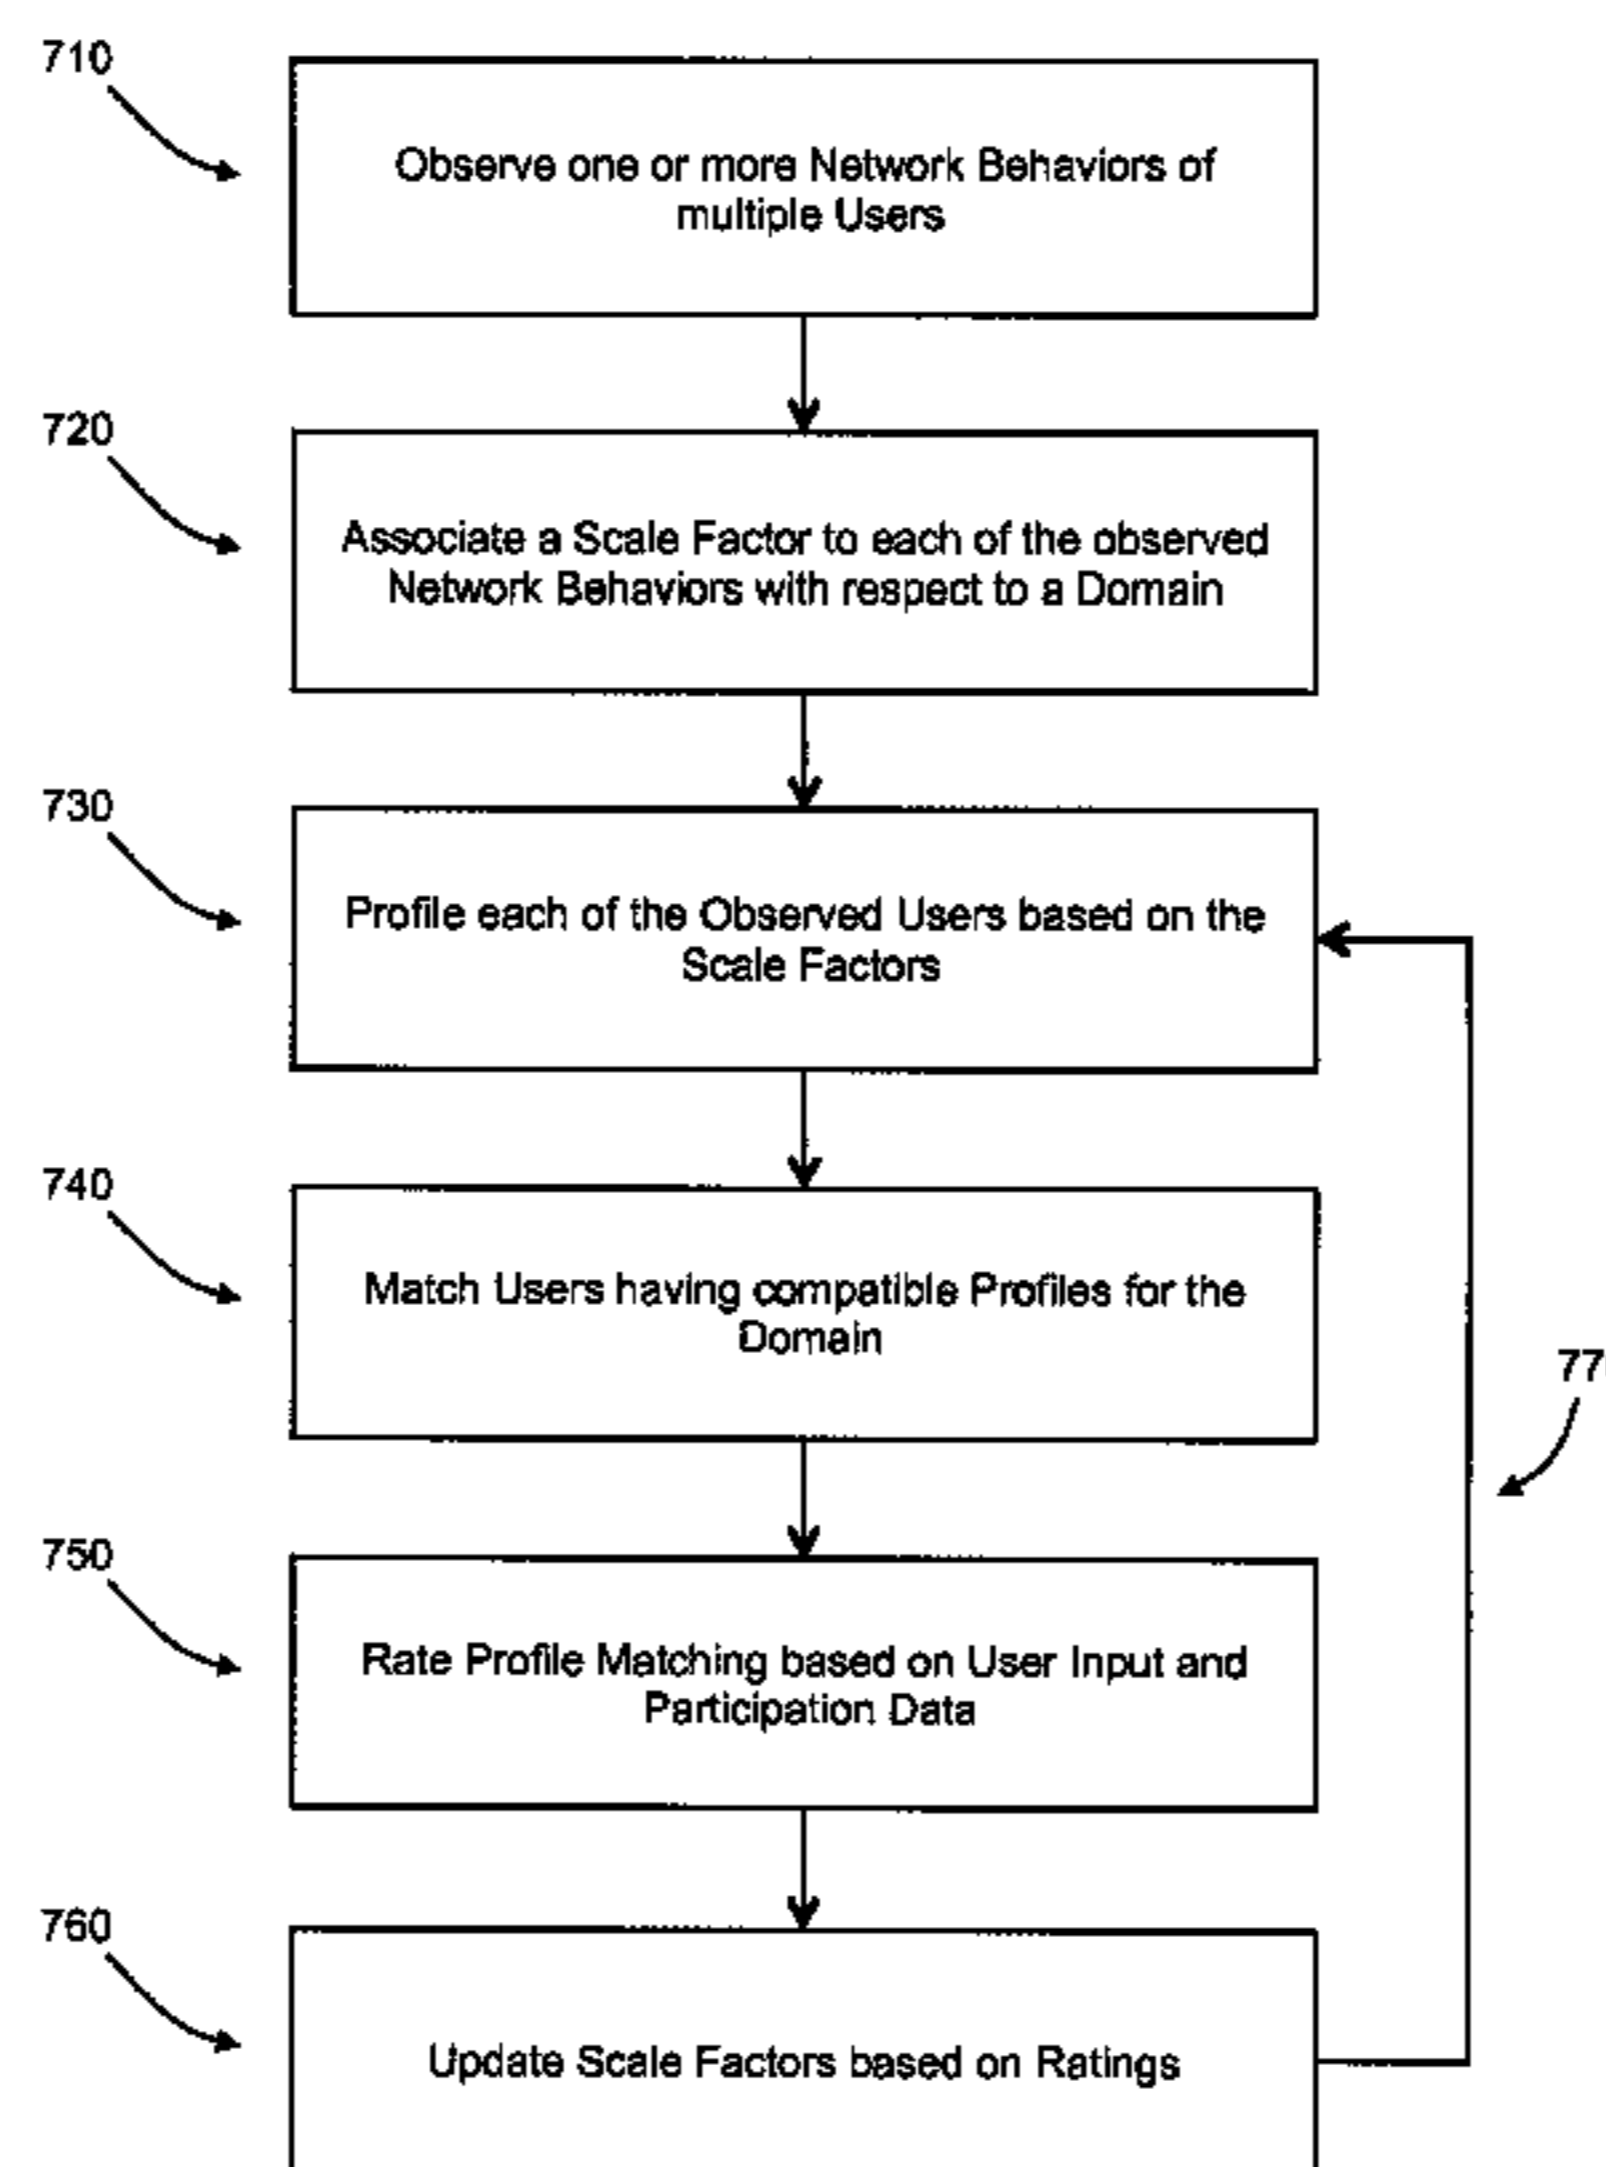 710
Observe one or more Network Behaviors of
multiple Users
720
Associate a Scale Factor to each of the observed
Network Behaviors with respect to a Domain
730
Profile each of the Observed Users based on the
Scale Factors
740
Match Users having compatible Profiles for the
Domain
750
Rate Profile Matching based on User Input and
Participation Data
760
Update Scale Factors based on Ratings